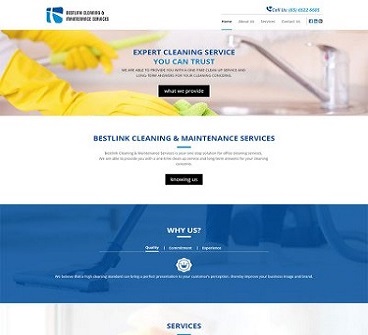 BESTLINK CLEANING &
MAINTENANCE SERVICES
Call Us: (65) 6522 6605
Home About Us Services Contact Us
EXPERT CLEANING SERVICE
YOU CAN TRUST
WE ARE ABLE TO PROVIDE YOU WITH A ONE-TIME CLEAN UP SERVICE AND
LONG-TERM ANSWERS FOR YOUR CLEANING CONCERNS.
what we provide
BESTLINK CLEANING & MAINTENANCE SERVICES
Bestlink Cleaning & Maintenance Services is your one stop solution for office cleaning services.
We are able to provide you with a one-time clean up service and long-term answers for your cleaning
concerns.
knowing us
WHY US?
Quality | Commitment | Experience
We believe that a high cleaning standard can bring a perfect presentation to your customer's perception, thereby improve your business image and brand.
SERVICES